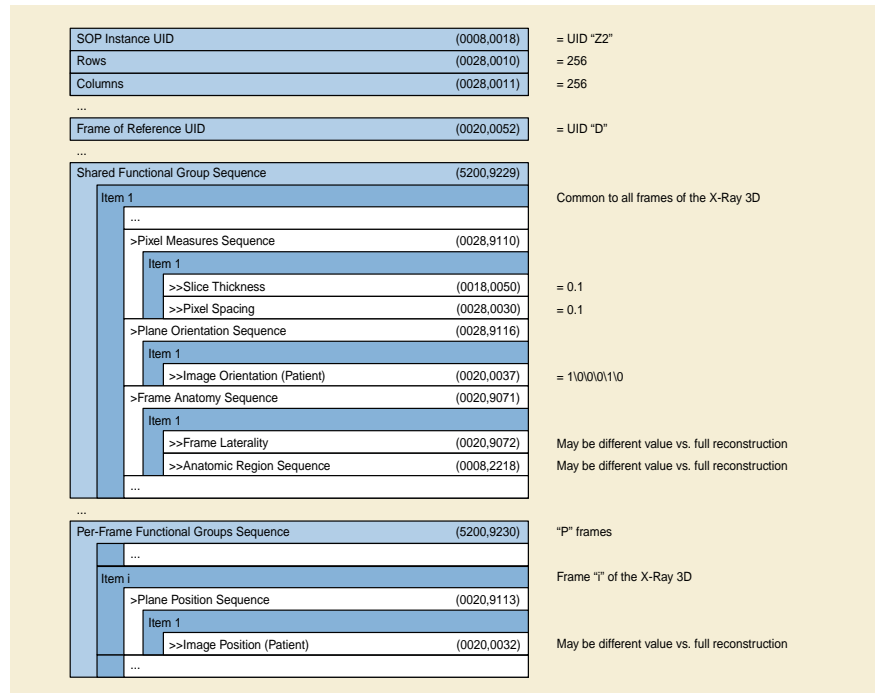 SOP Instance UID (0008,0018) = UID “Z2”
Rows (0028,0010) = 256
Columns (0028,0011) = 256
...
Frame of Reference UID (0020,0052) = UID “D”
...
Shared Functional Group Sequence (5200,9229)
Item 1 Common to all frames of the X-Ray 3D
...
>Pixel Measures Sequence (0028,9110)
Item 1
>>Slice Thickness (0018,0050) = 0.1
>>Pixel Spacing (0028,0030) = 0.1
>Plane Orientation Sequence (0028,9116)
Item 1
>>Image Orientation (Patient) (0020,0037) = 1\0\0\0\1\0
>Frame Anatomy Sequence (0020,9071)
Item 1
>>Frame Laterality (0020,9072) May be different value vs. full reconstruction
>>Anatomic Region Sequence (0008,2218) May be different value vs. full reconstruction
...
...
Per-Frame Functional Groups Sequence (5200,9230) “P” frames
...
Item i Frame “i” of the X-Ray 3D
>Plane Position Sequence (0020,9113)
Item 1
>>Image Position (Patient) (0020,0032) May be different value vs. full reconstruction
...